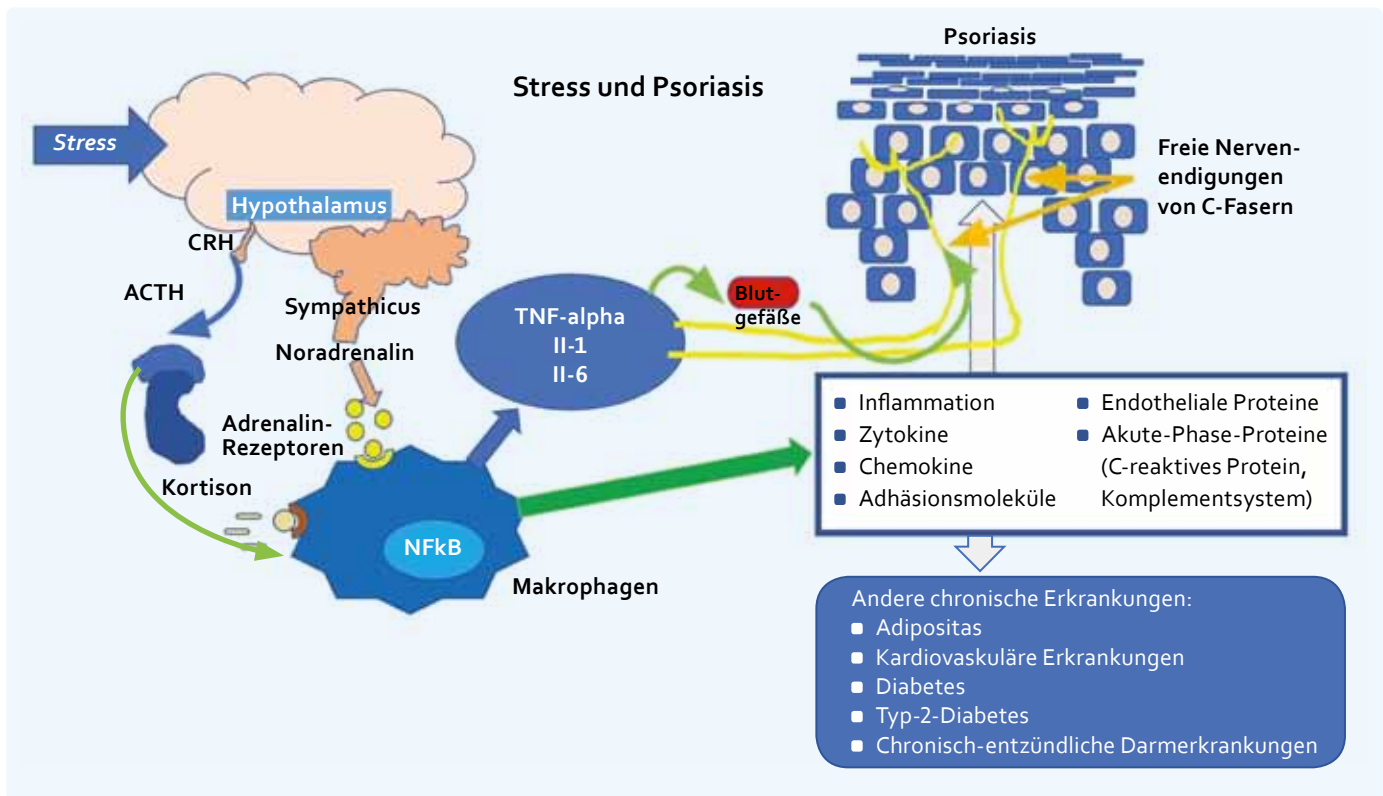 Stress und Psoriasis
Psoriasis
Stress
Freie Nerven-
endigungen
von C-Fasern
Hypothalamus
CRH
ACTH
Sympathicus
Noradrenalin
Adrenalin-
Rezeptoren
Kortison
NFkB
Makrophagen
TNF-alpha
II-1
II-6
Blut-
gefäße
Inflammation
Zytokine
Chemokine
Adhäsionsmoleküle
Endotheliale Proteine
Akute-Phase-Proteine
(C-reaktives Protein,
Komplementsystem)
Andere chronische Erkrankungen:
Adipositas
Kardiovaskuläre Erkrankungen
Diabetes
Typ-2-Diabetes
Chronisch-entzündliche Darmerkrankungen